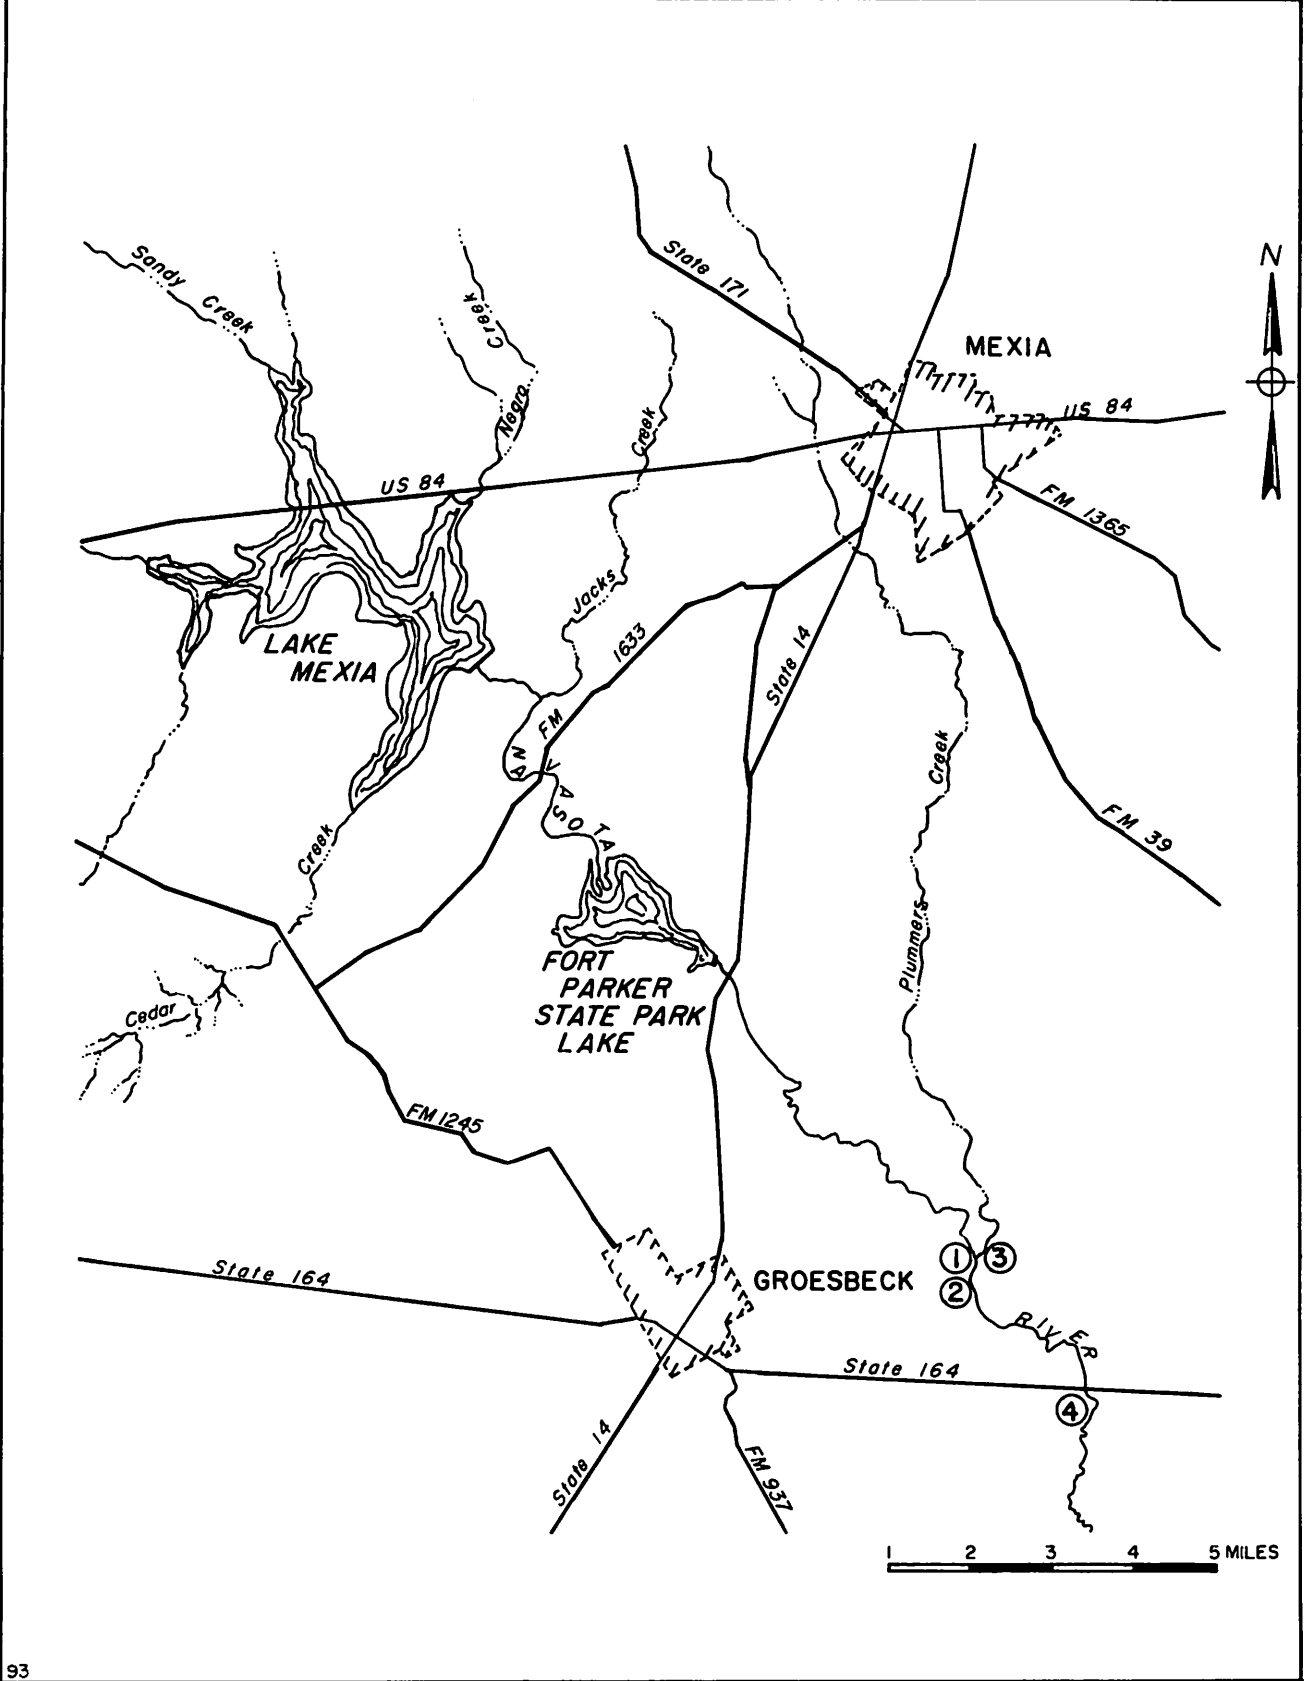 Sandy Creek
Negro Creek
State 171
N
MEXIA
US 84
US 84
Jacks Creek
FM 1365
LAKE
MEXIA
1633
FM
State 14
NAVASOTA
Creek
Plummers
FM 39
Creek
Cedar
FORT
PARKER
STATE PARK
LAKE
FM 1245
1
3
2
GROESBECK
State 164
RIVER
State 164
4
State 14
FM 937
1 2 3 4 5 MILES
93